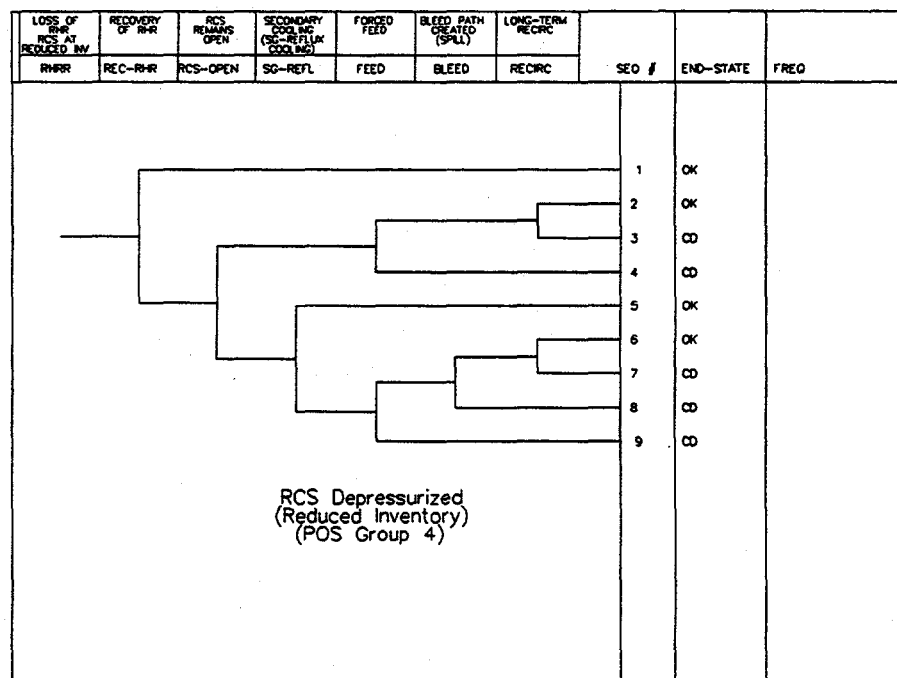 LOSS OF
RHR
RCS AT
REDUCED INV
RECOVERY
OF RHR
RCS
REMAINS
OPEN
SECONDARY
COOLING
(SG-REFLUX
COOLING)
FORCED
FEED
BLEED PATH
CREATED
(SPILL)
LONG-TERM
RECIRC
RHRR REC-RHR RCS-OPEN SG-REFL FEED BLEED RECIRC SEQ # END-STATE FREQ
1 OK
2 OK
3 CD
4 CD
5 OK
6 OK
7 CD
8 CD
9 CD
RCS Depressurized
(Reduced Inventory)
(POS Group 4)